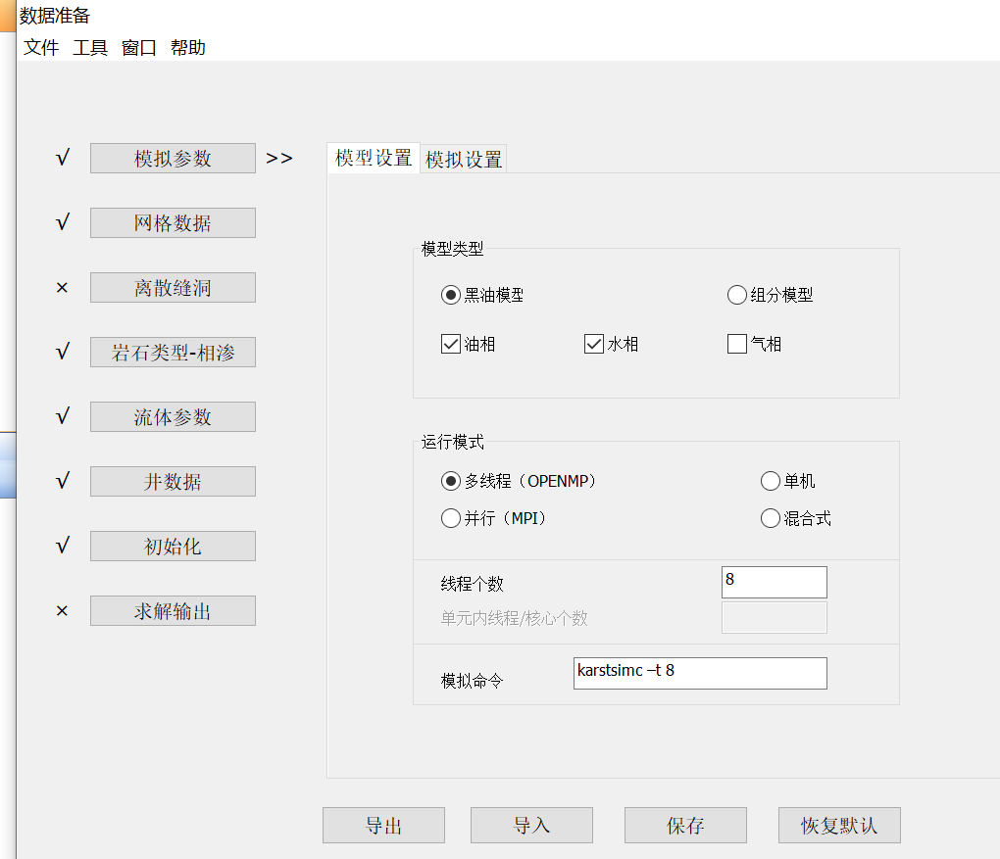 数据准备
文件 工具 窗口 帮助
√ 模拟参数 >>
√ 网格数据
× 离散缝洞
√ 岩石类型-相渗
√ 流体参数
√ 井数据
√ 初始化
× 求解输出
模型设置 模拟设置
模型类型
黑油模型 组分模型
油相 水相 气相
运行模式
多线程（OPENMP） 单机
并行（MPI） 混合式
线程个数 8
单元内线程/核心个数
模拟命令 karstsimc –t 8
导出 导入 保存 恢复默认